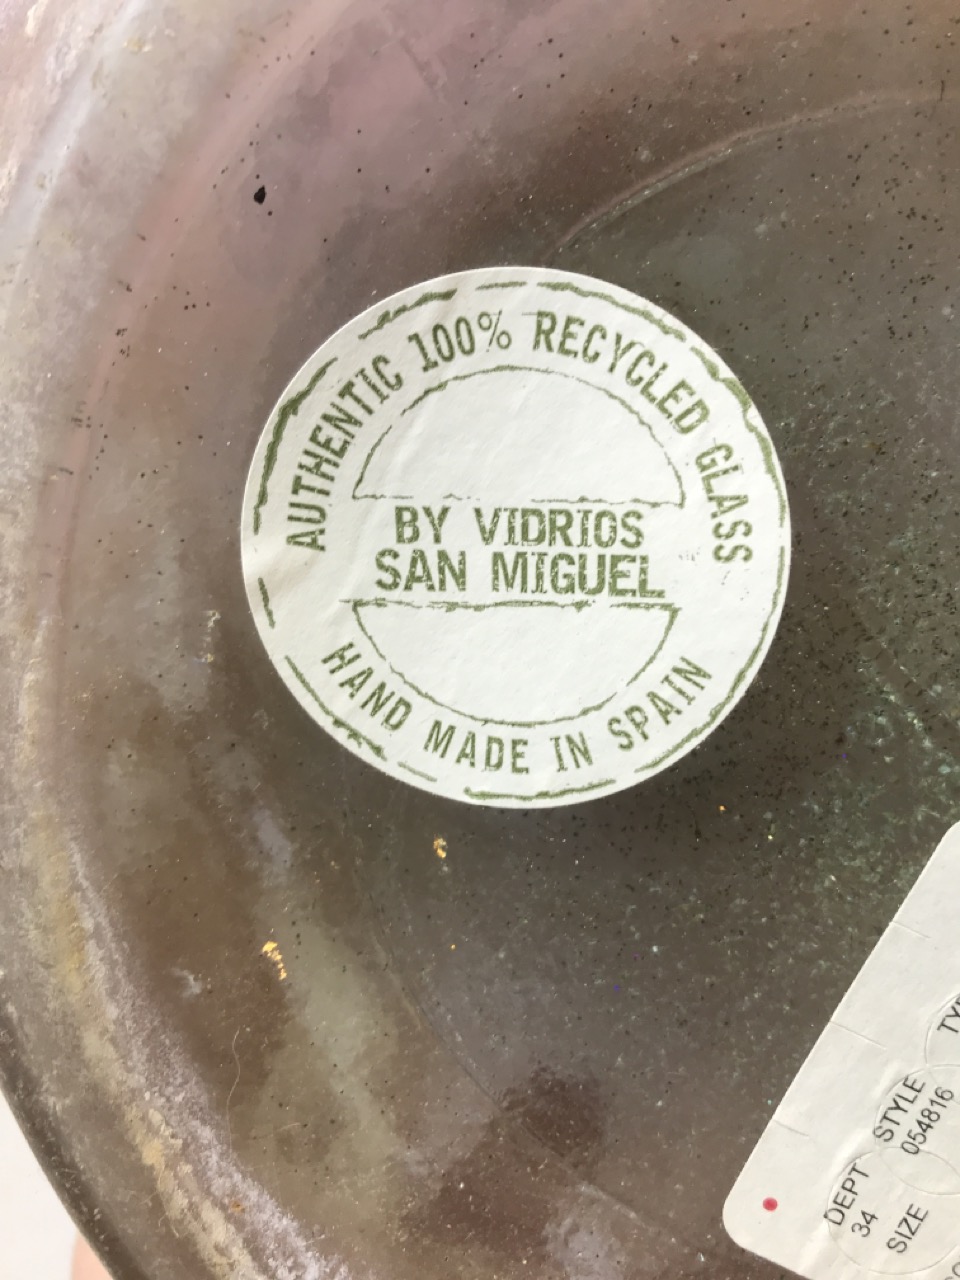 AUTHENTIC 100% RECYCLED GLASS
BY VIDRIOS
SAN MIGUEL
HAND MADE IN SPAIN
DEPT STYLE
34 054816
SIZE